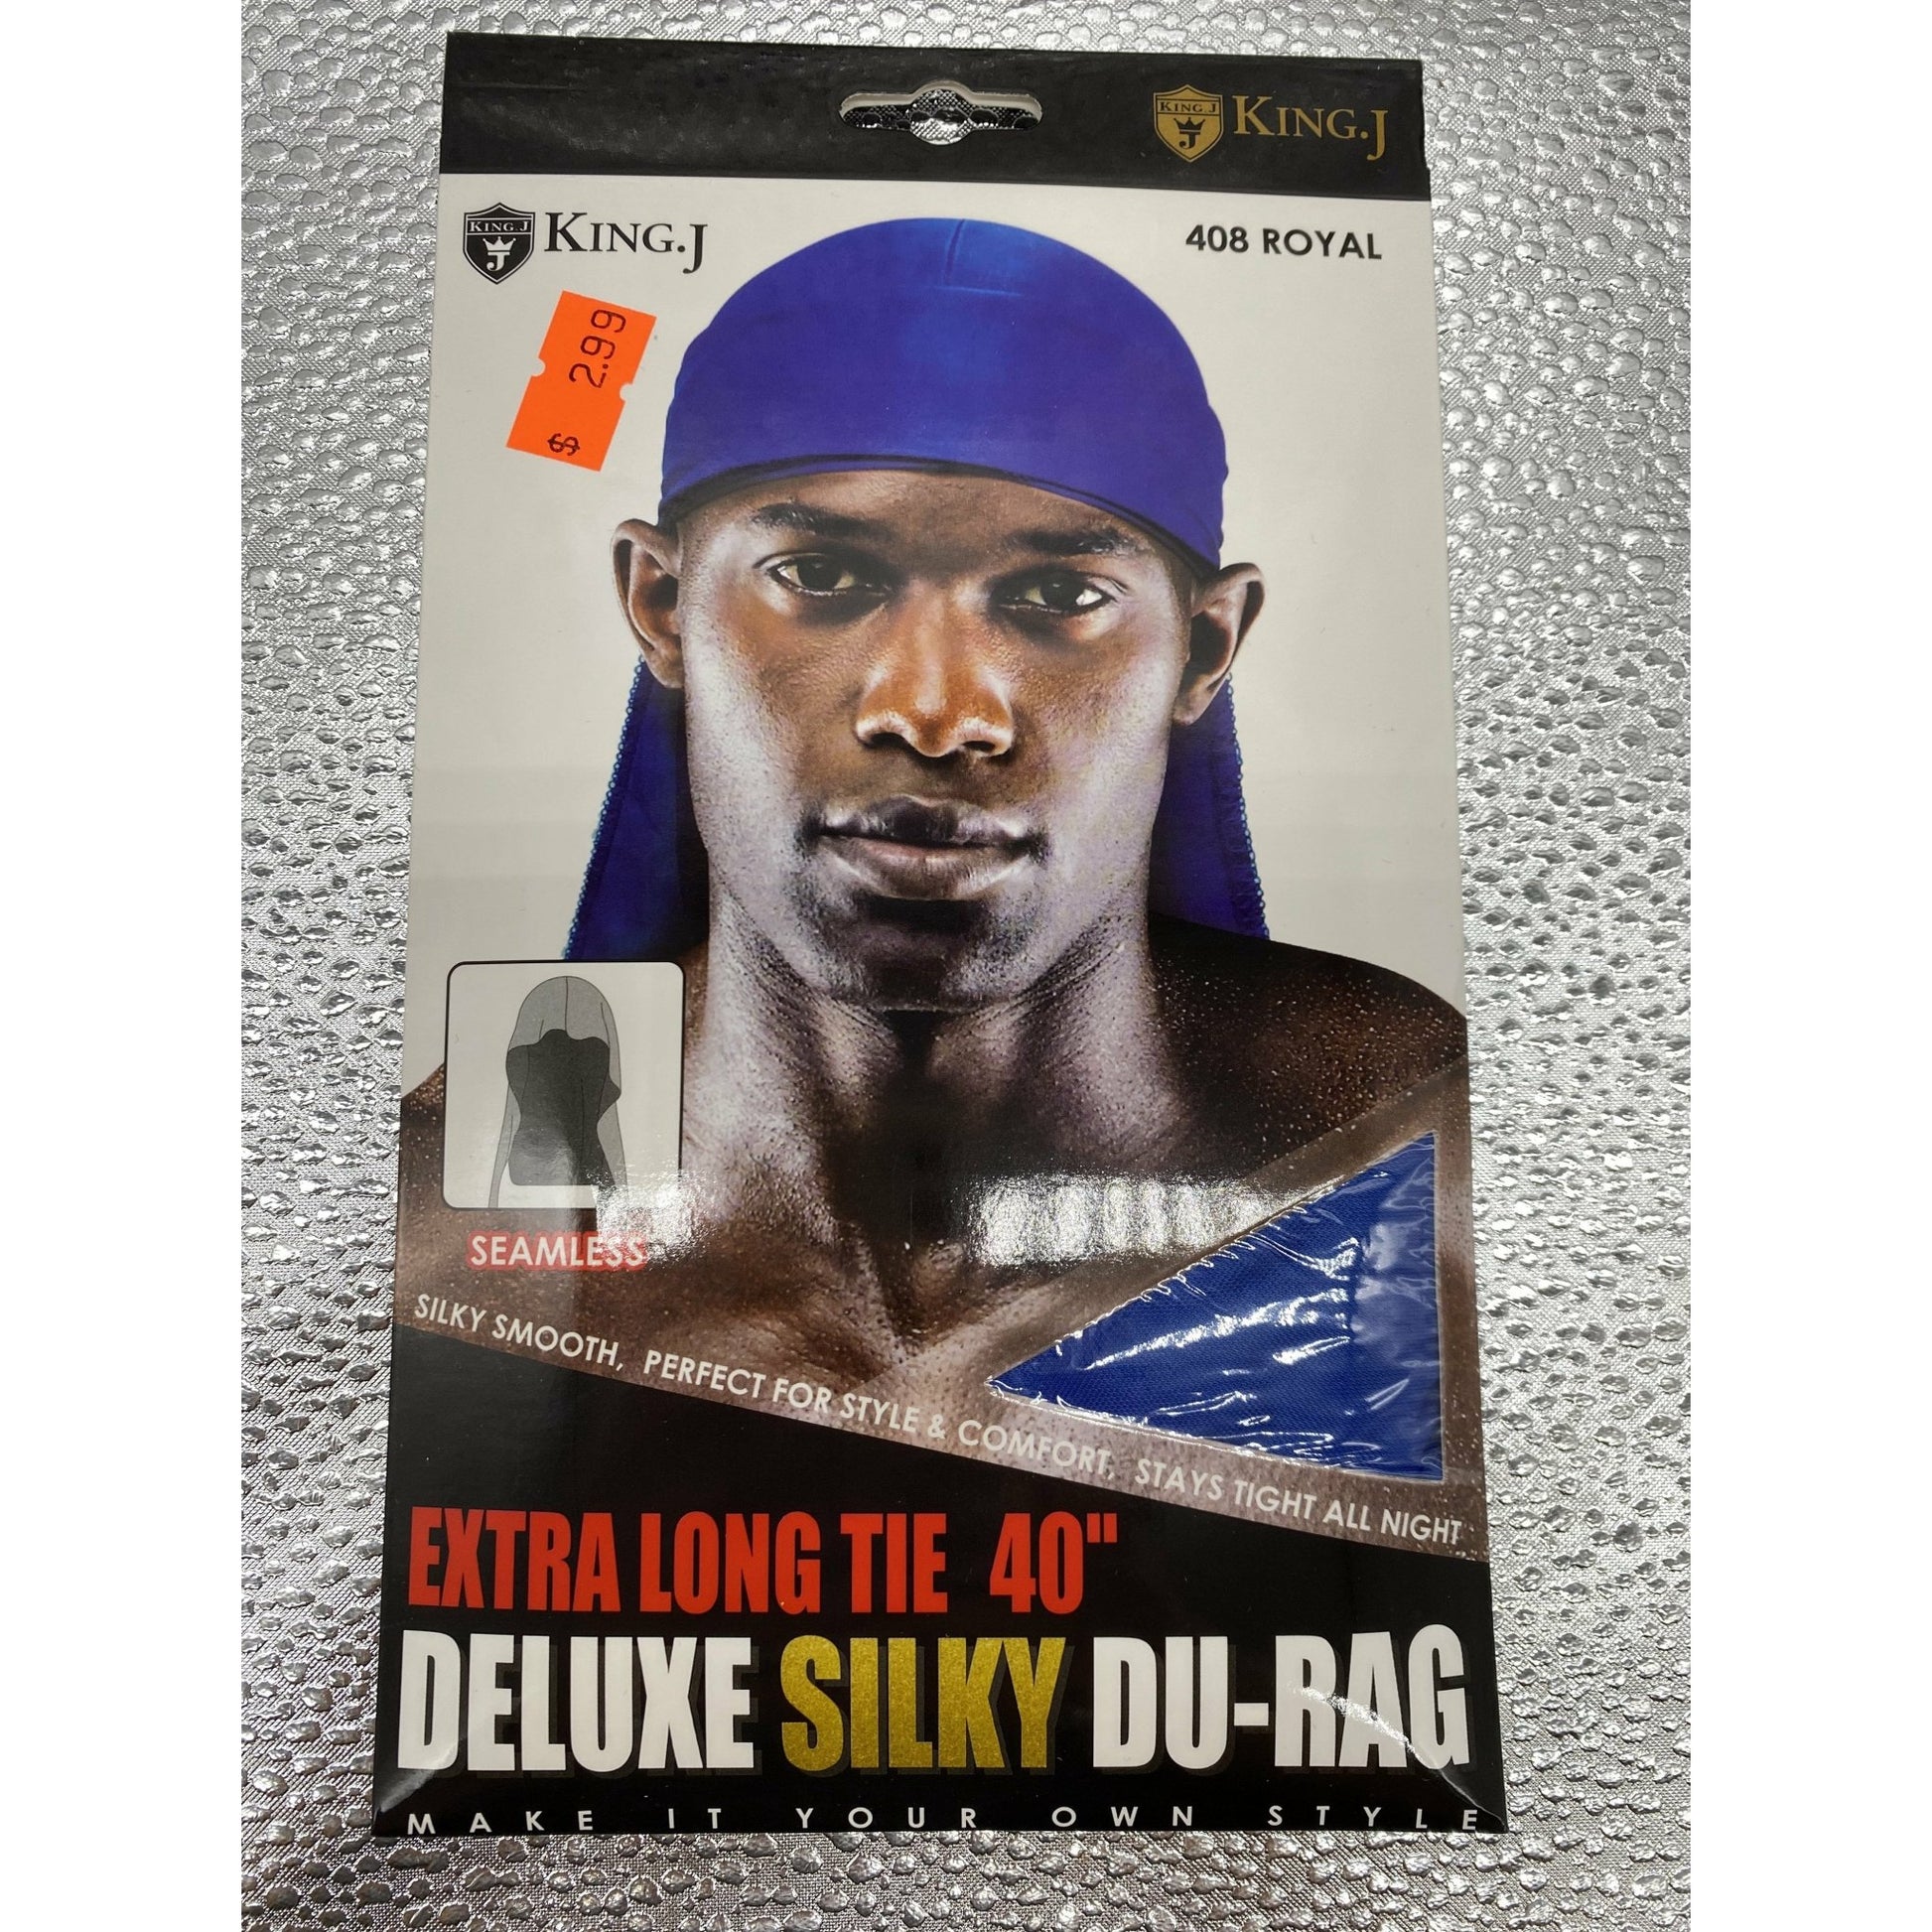 KING.J
J
KING.J
KING.J
J
KING.J
408 ROYAL
$ 2.99
SEAMLESS
SILKY SMOOTH, PERFECT FOR STYLE & COMFORT, STAYS TIGHT ALL NIGHT
EXTRA LONG TIE 40"
DELUXE SILKY DU-RAG
MAKE IT YOUR OWN STYLE